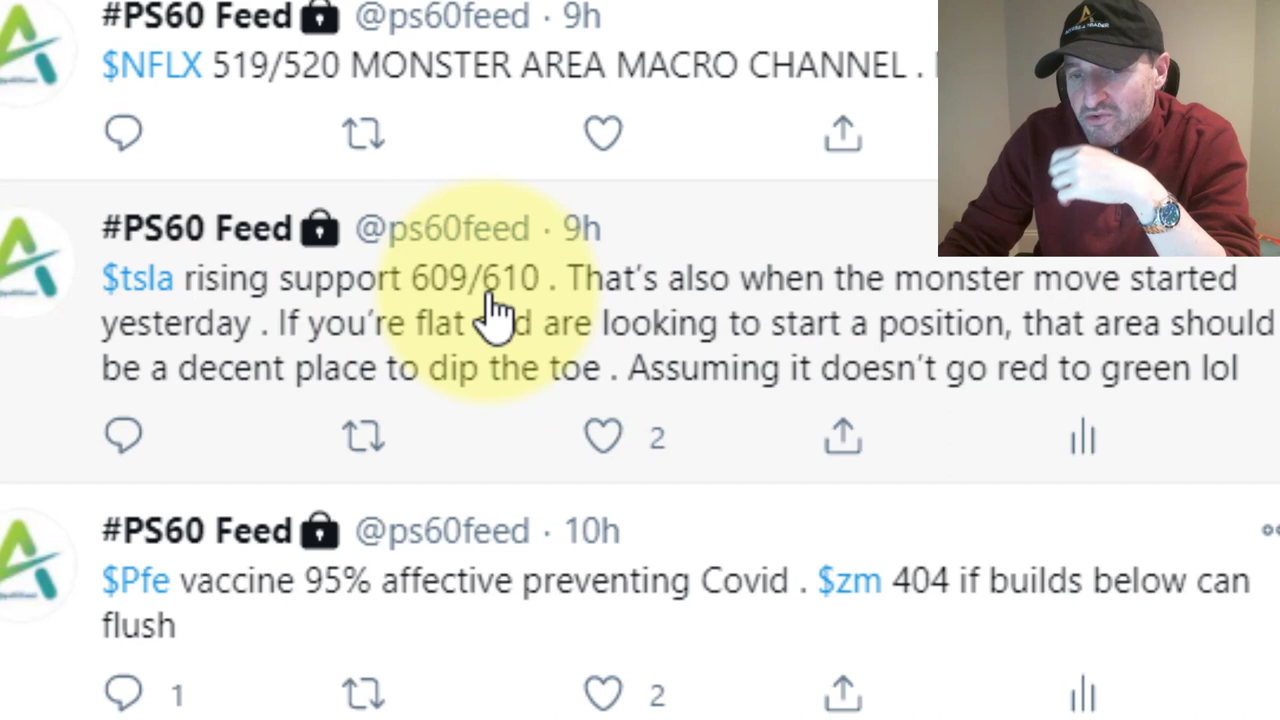 #PS60 Feed @ps60feed · 9h
$NFLX 519/520 MONSTER AREA MACRO CHANNEL .
#PS60 Feed @ps60feed · 9h
$tsla rising support 609/610 . That's also when the monster move started
yesterday . If you're flat are looking to start a position, that area should
be a decent place to dip the toe . Assuming it doesn't go red to green lol
2
#PS60 Feed @ps60feed · 10h
$Pfe vaccine 95% affective preventing Covid . $zm 404 if builds below can
flush
1 2